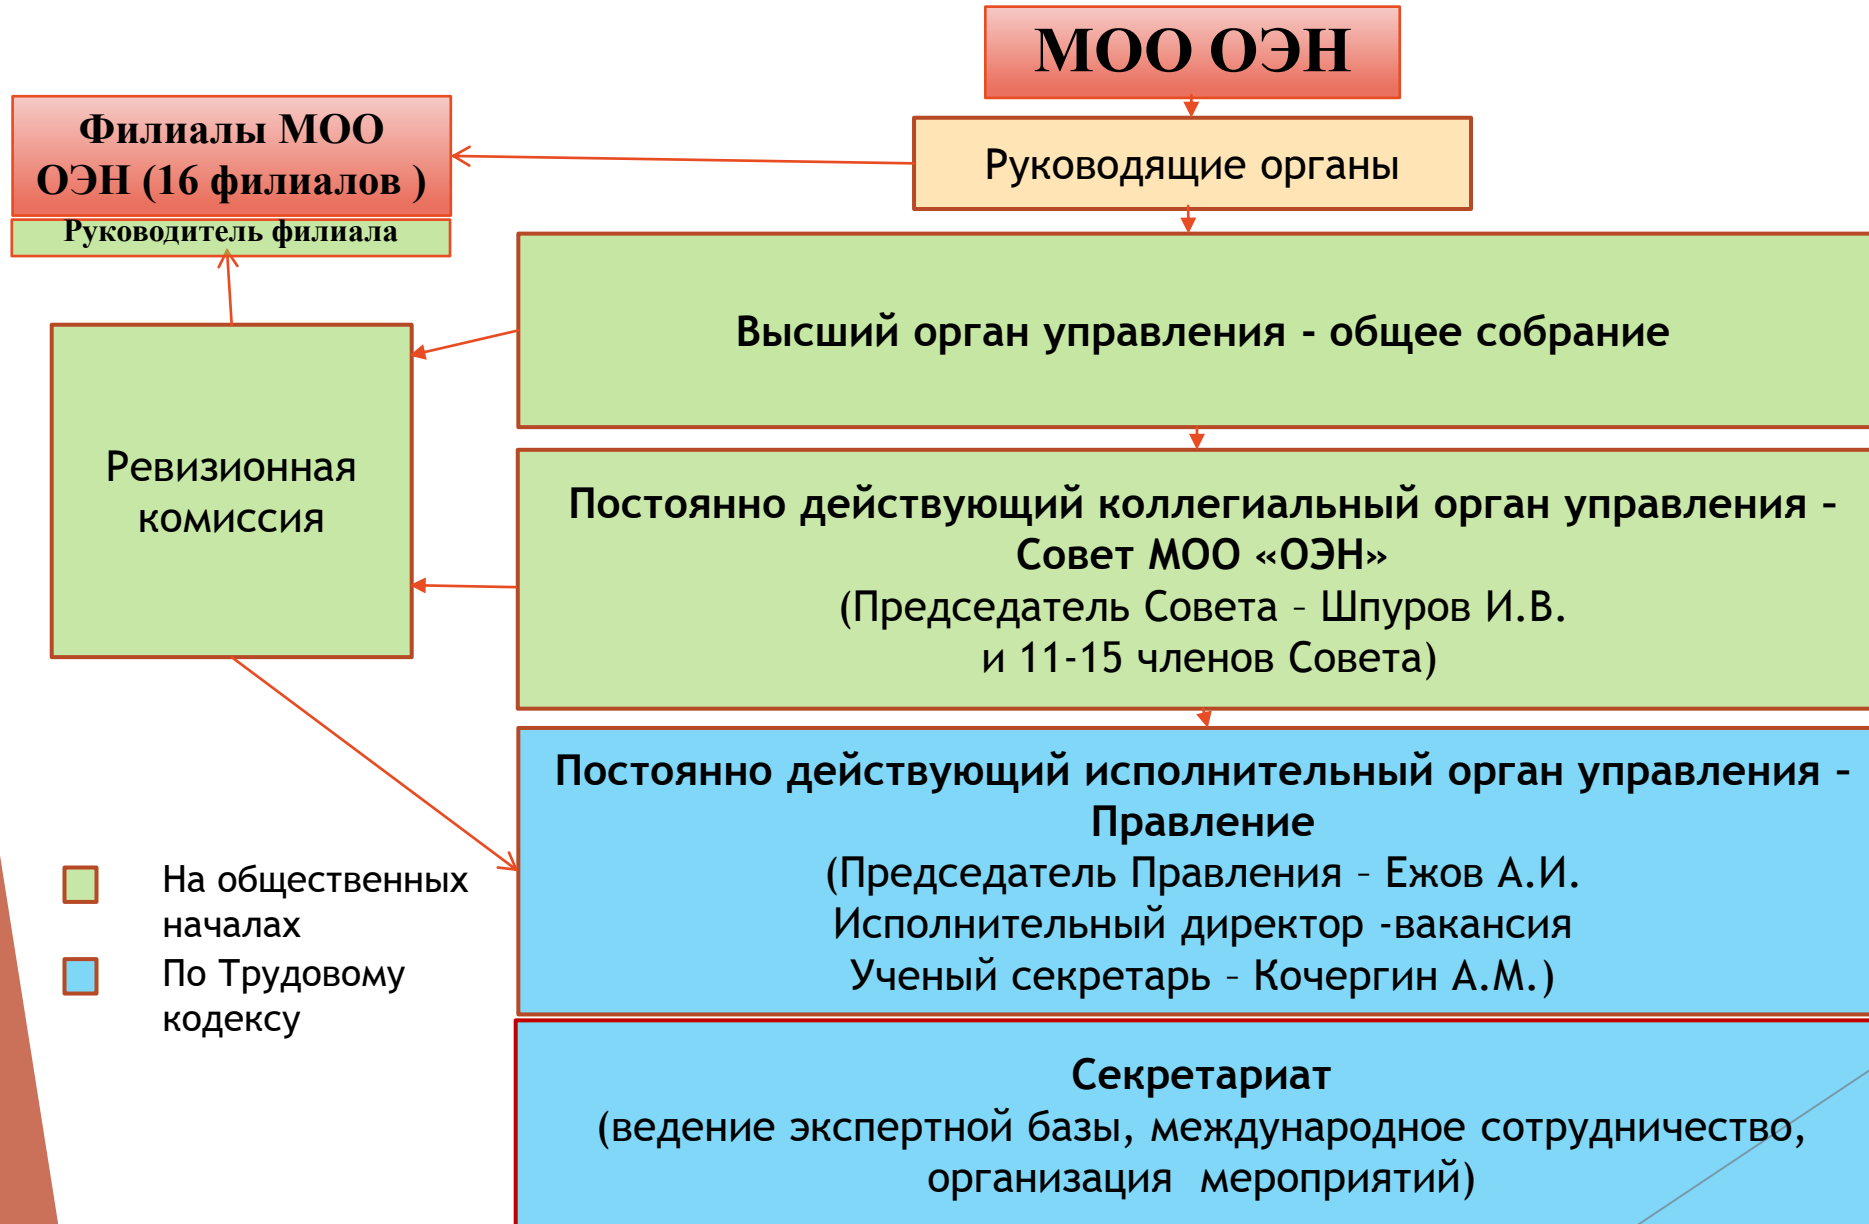 МОО ОЭН
Филиалы МОО
ОЭН (16 филиалов )
Руководитель филиала
Руководящие органы
Высший орган управления - общее собрание
Ревизионная
комиссия
Постоянно действующий коллегиальный орган управления –
Совет МОО «ОЭН»
(Председатель Совета – Шпуров И.В.
и 11-15 членов Совета)
Постоянно действующий исполнительный орган управления –
Правление
(Председатель Правления – Ежов А.И.
Исполнительный директор -вакансия
Ученый секретарь – Кочергин А.М.)
На общественных
началах
По Трудовому
кодексу
Секретариат
(ведение экспертной базы, международное сотрудничество,
организация мероприятий)